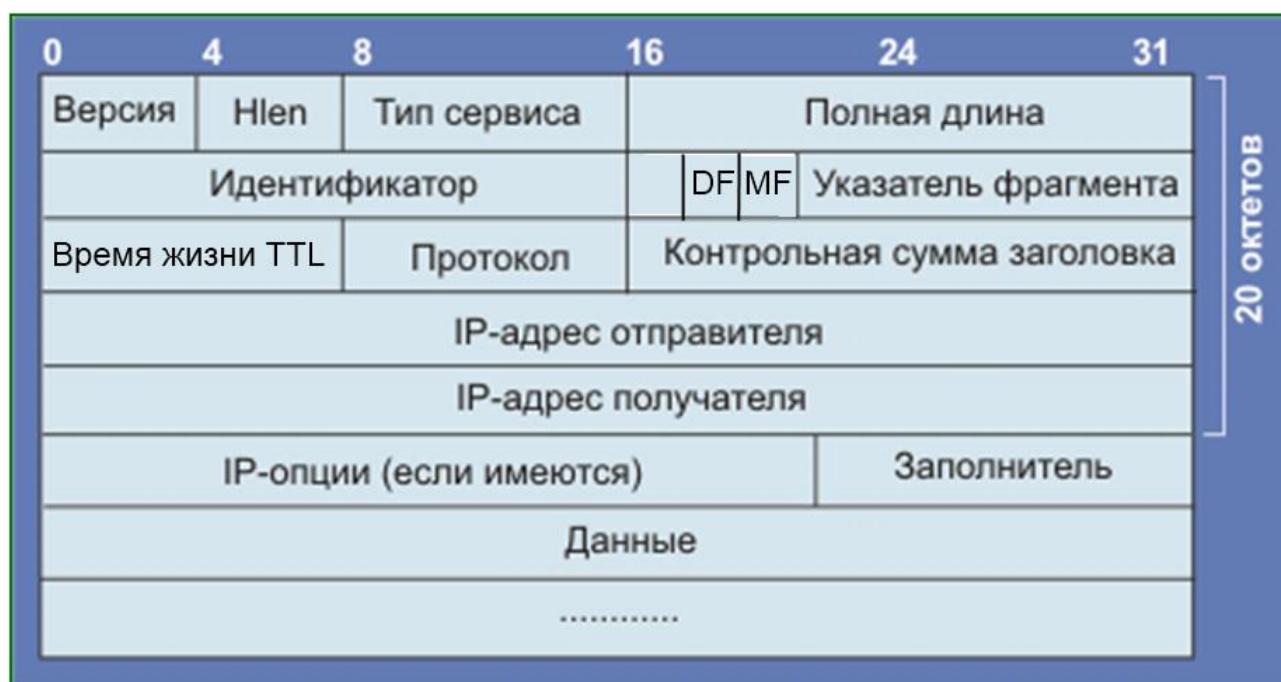 0 4 8 16 24 31
Версия Hlen Тип сервиса Полная длина
Идентификатор DF MF Указатель фрагмента
Время жизни TTL Протокол Контрольная сумма заголовка
IP-адрес отправителя
IP-адрес получателя
IP-опции (если имеются) Заполнитель
Данные
............
20 октетов